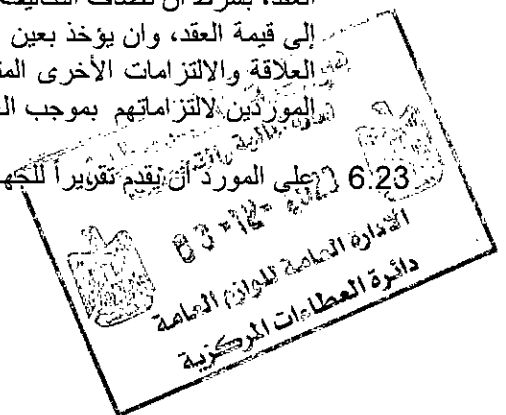 العقد، بشرط أن تضاف التكاليف
إلى قيمة العقد، وان يؤخذ بعين
العلاقة والالتزامات الأخرى
الموردين لالتزاماتهم بموجب
6.23 على المورد أن يقدم تقريراً
الادارة العامة للوازم العامة
دائرة العطاءات المركزية